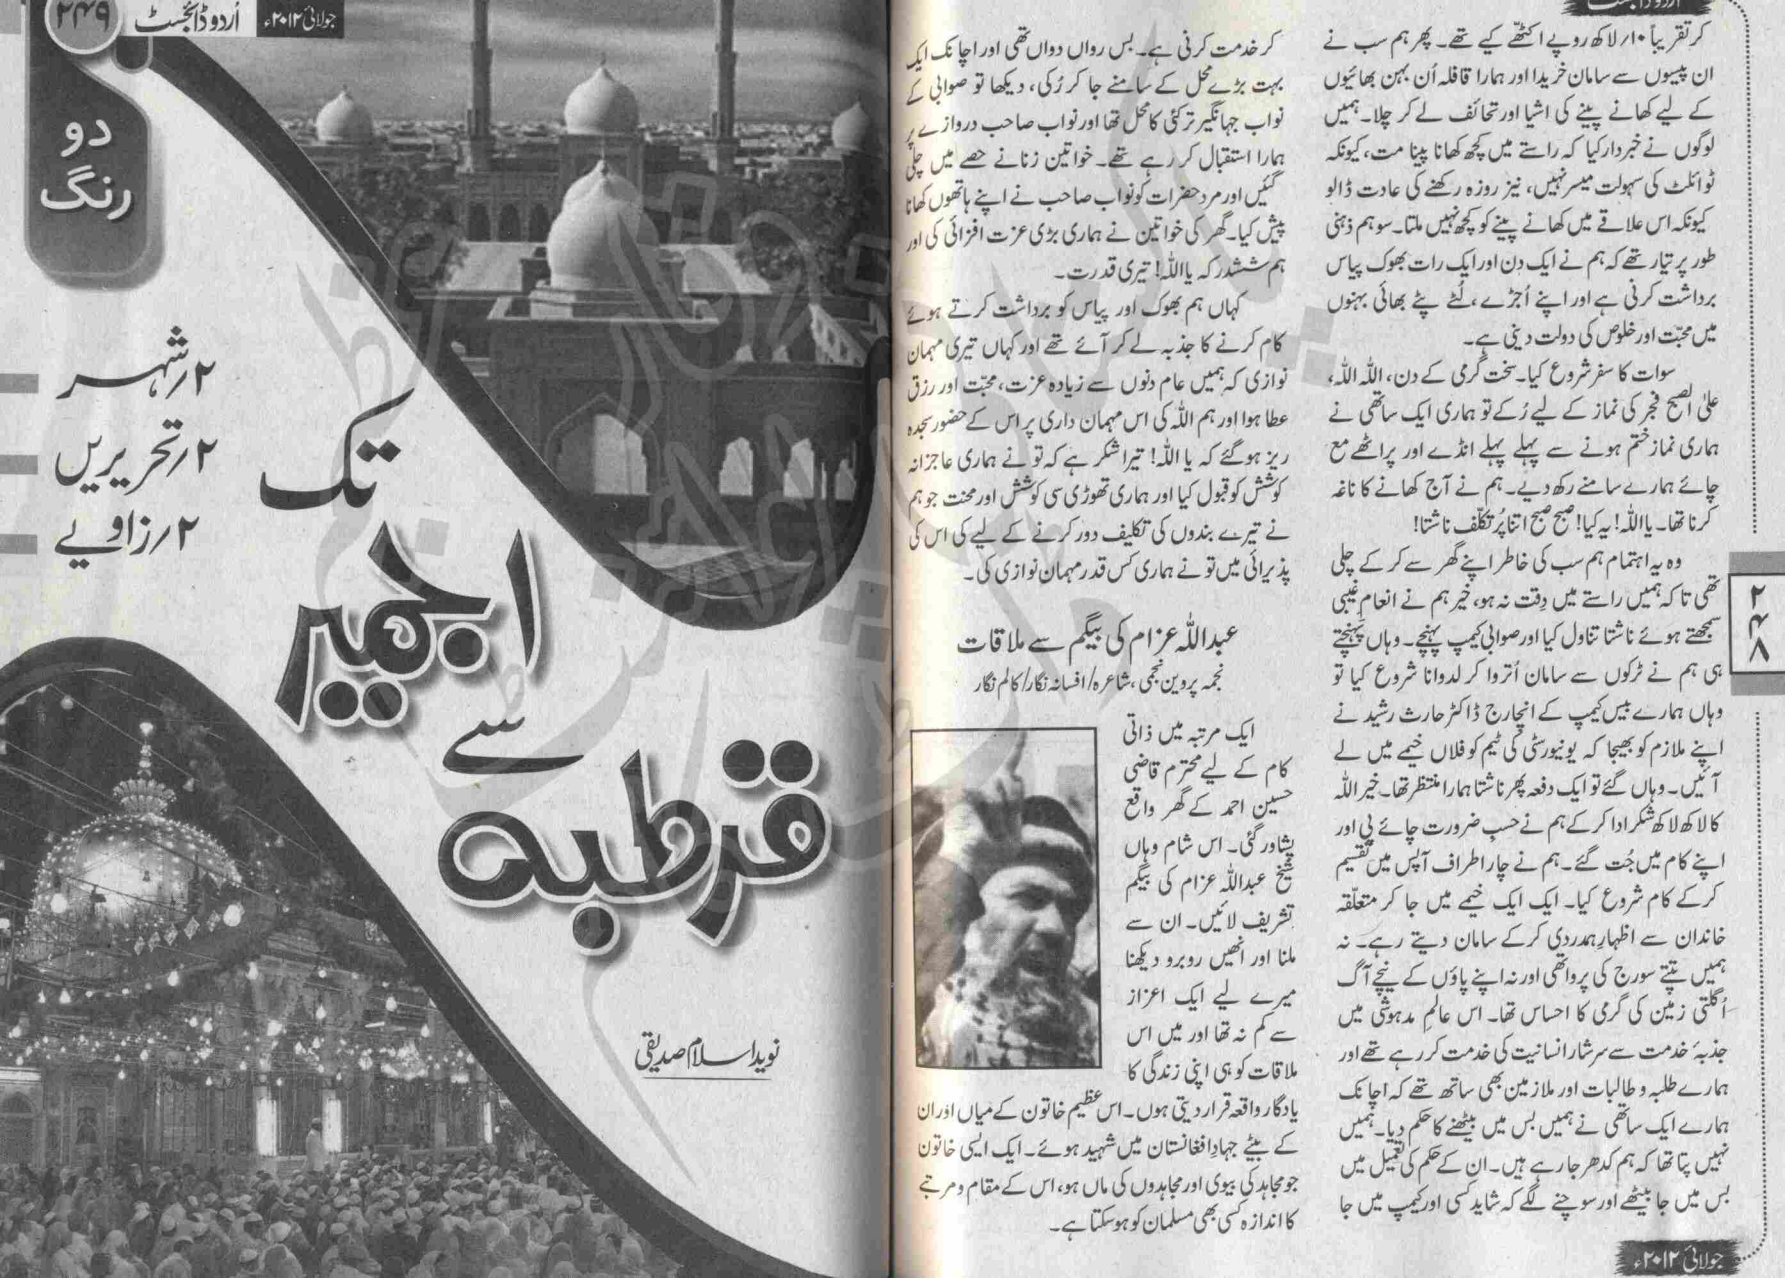 اردو ڈائجسٹ
کر تقریباً ۱۰؍ لاکھ روپے اکٹھے کیے تھے۔ پھر ہم سب نے
ان پیسوں سے سامان خریدا اور ہمارا قافلہ اُن بہن بھائیوں
کے لیے کھانے پینے کی اشیا اور تحائف لے کر چلا۔ ہمیں
لوگوں نے خبردار کیا کہ راستے میں کچھ کھانا پینا مت، کیونکہ
ٹوائلٹ کی سہولت میسر نہیں، نیز روزہ رکھنے کی عادت ڈالو
کیونکہ اس علاقے میں کھانے پینے کو کچھ نہیں ملتا۔ سو ہم ذہنی
طور پر تیار تھے کہ ہم نے ایک دن اور ایک رات بھوک پیاس
برداشت کرنی ہے اور اپنے اُجڑے، لُٹے پٹے بھائی بہنوں
میں محبّت اور خلوص کی دولت دینی ہے۔
سوات کا سفر شروع کیا۔ سخت گرمی کے دن، اللہ اللہ،
علیٰ الصبح فجر کی نماز کے لیے رُکے تو ہماری ایک ساتھی نے
ہماری نماز ختم ہونے سے پہلے پہلے انڈے اور پراٹھے مع
چائے ہمارے سامنے رکھ دیے۔ ہم نے آج کھانے کا ناغہ
کرنا تھا۔ یا اللہ! یہ کیا! صبح صبح اتنا پُرتکلّف ناشتا!
وہ یہ اہتمام ہم سب کی خاطر اپنے گھر سے کر کے چلی
تھی تاکہ ہمیں راستے میں دِقت نہ ہو، خیر ہم نے انعامِ غیبی
سمجھتے ہوئے ناشتا تناول کیا اور صوابی کیمپ پہنچے۔ وہاں پہنچتے
ہی ہم نے ٹرکوں سے سامان اُتروا کر لدوانا شروع کیا تو
وہاں ہمارے بیس کیمپ کے انچارج ڈاکٹر حارث رشید نے
اپنے ملازم کو بھیجا کہ یونیورسٹی کی ٹیم کو فلاں خیمے میں لے
آئیں۔ وہاں گئے تو ایک دفعہ پھر ناشتا ہمارا منتظر تھا۔ خیر اللہ
کا لاکھ لاکھ شکر ادا کر کے ہم نے حسبِ ضرورت چائے پی اور
اپنے کام میں جُت گئے۔ ہم نے چار اطراف آپس میں تقسیم
کر کے کام شروع کیا۔ ایک ایک خیمے میں جا کر متعلّقہ
خاندان سے اظہارِ ہمدردی کر کے سامان دیتے رہے۔ نہ
ہمیں تپتے سورج کی پروا تھی اور نہ اپنے پاؤں کے نیچے آگ
اُگلتی زمین کی گرمی کا احساس تھا۔ اس عالمِ مدہوشی میں
جذبۂ خدمت سے سرشار انسانیت کی خدمت کر رہے تھے اور
ہمارے طلبہ و طالبات اور ملازمین بھی ساتھ تھے کہ اچانک
ہمارے ایک ساتھی نے ہمیں بس میں بیٹھنے کا حکم دیا۔ ہمیں
نہیں پتا تھا کہ ہم کدھر جا رہے ہیں۔ ان کے حکم کی تعمیل میں
بس میں جا بیٹھے اور سوچنے لگے کہ شاید کسی اور کیمپ میں جا
۲۴۸
جولائی ۲۰۱۲ء
کر خدمت کرنی ہے۔ بس رواں دواں تھی اور اچانک ایک
بہت بڑے محل کے سامنے جا کر رُکی، دیکھا تو صوابی کے
نواب جہانگیر ترکئی کا محل تھا اور نواب صاحب دروازے پر
ہمارا استقبال کر رہے تھے۔ خواتین زنانے حصے میں چلی
گئیں اور مرد حضرات کو نواب صاحب نے اپنے ہاتھوں کھانا
پیش کیا۔ گھر کی خواتین نے ہماری بڑی عزت افزائی کی اور
ہم ششدر کہ یا اللہ! تیری قدرت۔
کہاں ہم بھوک اور پیاس کو برداشت کرتے ہوئے
کام کرنے کا جذبہ لے کر آئے تھے اور کہاں تیری مہمان
نوازی کہ ہمیں عام دنوں سے زیادہ عزت، محبّت اور رزق
عطا ہوا اور ہم اللہ کی اس مہمان داری پر اس کے حضور سجدہ
ریز ہو گئے کہ یا اللہ! تیرا شکر ہے کہ تو نے ہماری عاجزانہ
کوشش کو قبول کیا اور ہماری تھوڑی سی کوشش اور محنت جو ہم
نے تیرے بندوں کی تکلیف دور کرنے کے لیے کی اس کی
پذیرائی میں تو نے ہماری کس قدر مہمان نوازی کی۔
عبداللہ عزام کی بیگم سے ملاقات
نجمہ پروین نجمی، شاعرہ/افسانہ نگار/کالم نگار
ایک مرتبہ میں ذاتی
کام کے لیے محترم قاضی
حسین احمد کے گھر واقع
پشاور گئی۔ اس شام وہاں
شیخ عبداللہ عزام کی بیگم
تشریف لائیں۔ ان سے
ملنا اور انھیں روبرو دیکھنا
میرے لیے ایک اعزاز
سے کم نہ تھا اور میں اس
ملاقات کو ہی اپنی زندگی کا
یادگار واقعہ قرار دیتی ہوں۔ اس عظیم خاتون کے میاں اور ان
کے بیٹے جہادِ افغانستان میں شہید ہوئے۔ ایک ایسی خاتون
جو مجاہد کی بیوی اور مجاہدوں کی ماں ہو، اس کے مقام و مرتبے
کا اندازہ کسی بھی مسلمان کو ہو سکتا ہے۔
جولائی ۲۰۱۲ء
اُردو ڈائجسٹ
۲۴۹
دو
رنگ
۲؍شہر
۲؍تحریریں
۲؍زاویے
تک
اجمیر
سے
قرطبہ
نوید اسلام صدیقی